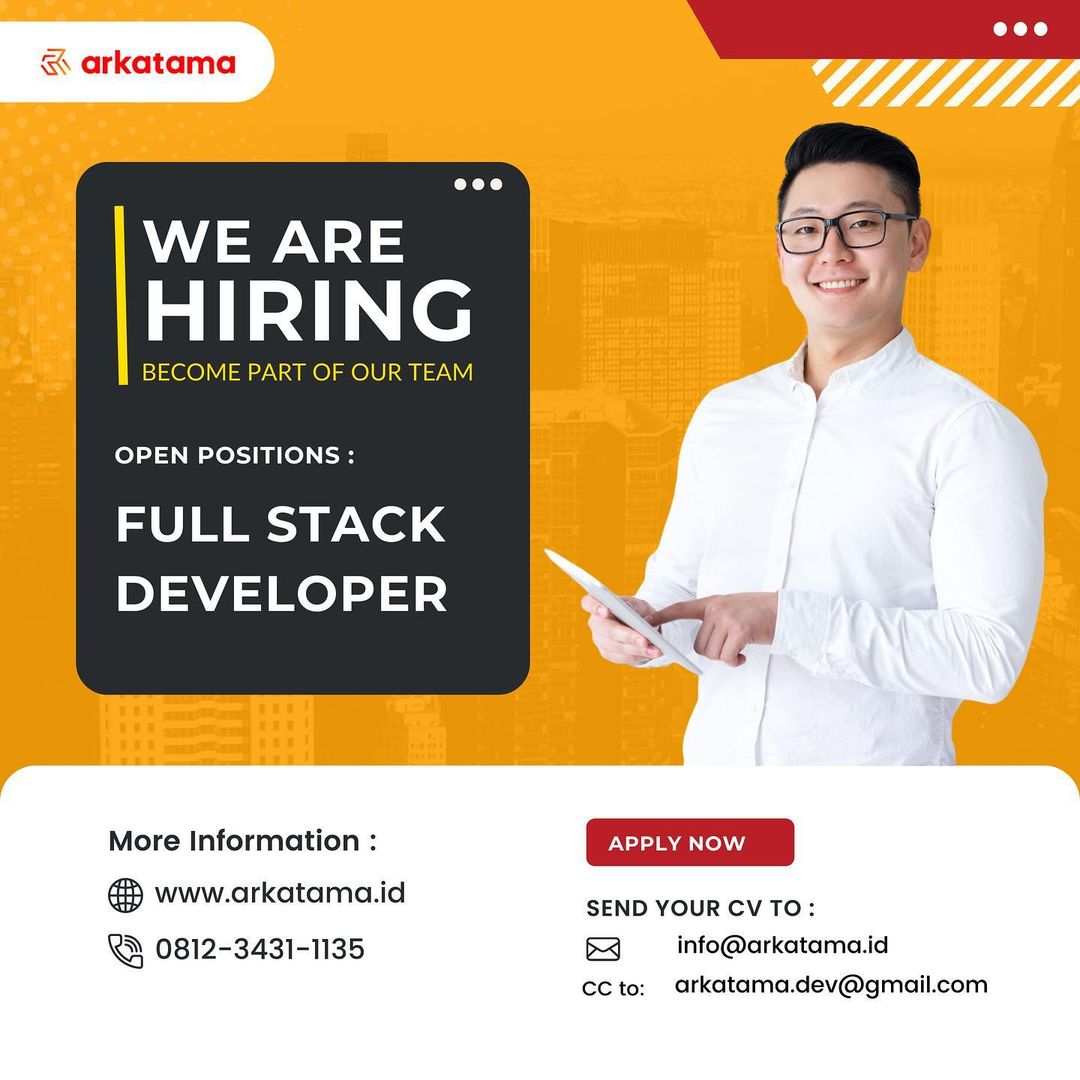 arkatama
WE ARE
HIRING
BECOME PART OF OUR TEAM
OPEN POSITIONS :
FULL STACK
DEVELOPER
More Information :
www.arkatama.id
0812-3431-1135
APPLY NOW
SEND YOUR CV TO :
info@arkatama.id
CC to: arkatama.dev@gmail.com